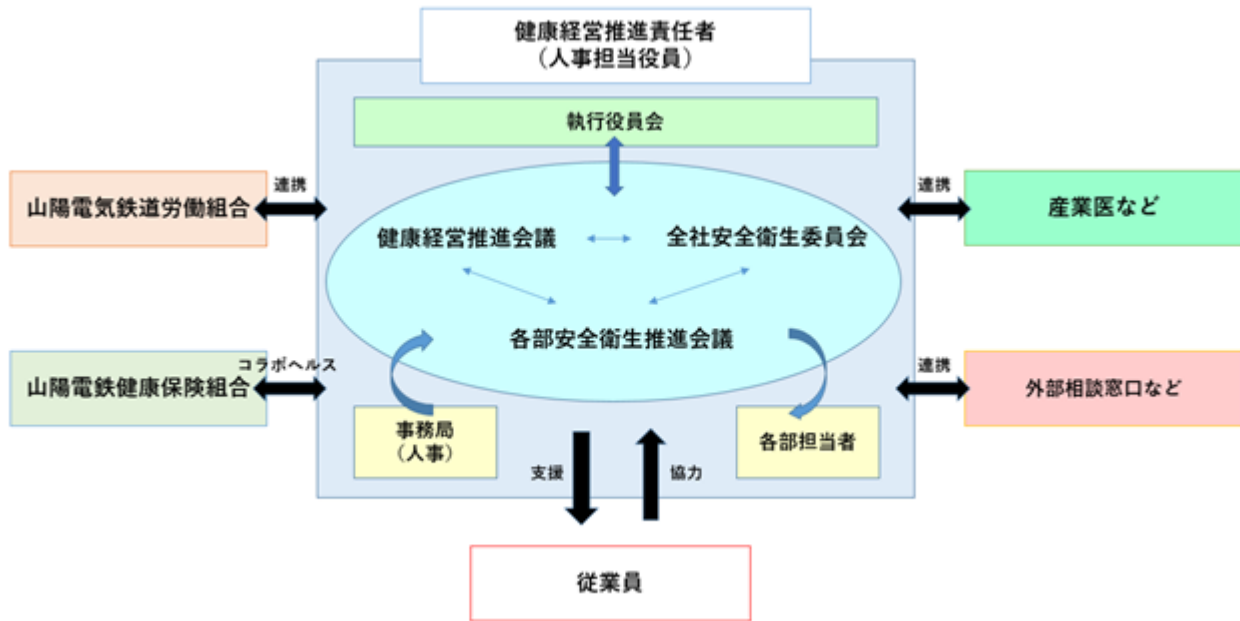 健康経営推進責任者
（人事担当役員）
執行役員会
連携
山陽電気鉄道労働組合
連携
産業医など
健康経営推進会議
全社安全衛生委員会
各部安全衛生推進会議
コラボヘルス
山陽電鉄健康保険組合
連携
外部相談窓口など
事務局
（人事）
各部担当者
支援
協力
従業員